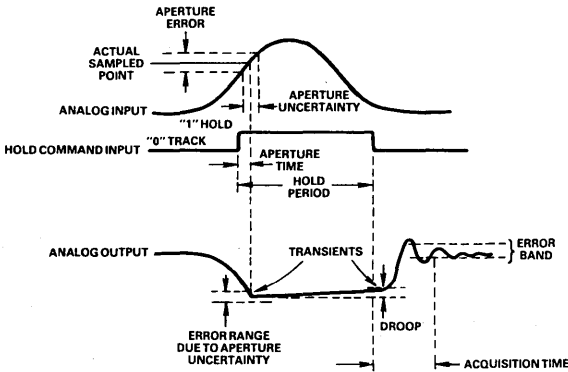 APERTURE
ERROR
ACTUAL
SAMPLED
POINT
APERTURE
UNCERTAINTY
ANALOG INPUT
"1" HOLD
"0" TRACK
HOLD COMMAND INPUT
APERTURE
TIME
HOLD
PERIOD
ANALOG OUTPUT
TRANSIENTS
ERROR
BAND
DROOP
ERROR RANGE
DUE TO APERTURE
UNCERTAINTY
ACQUISITION TIME